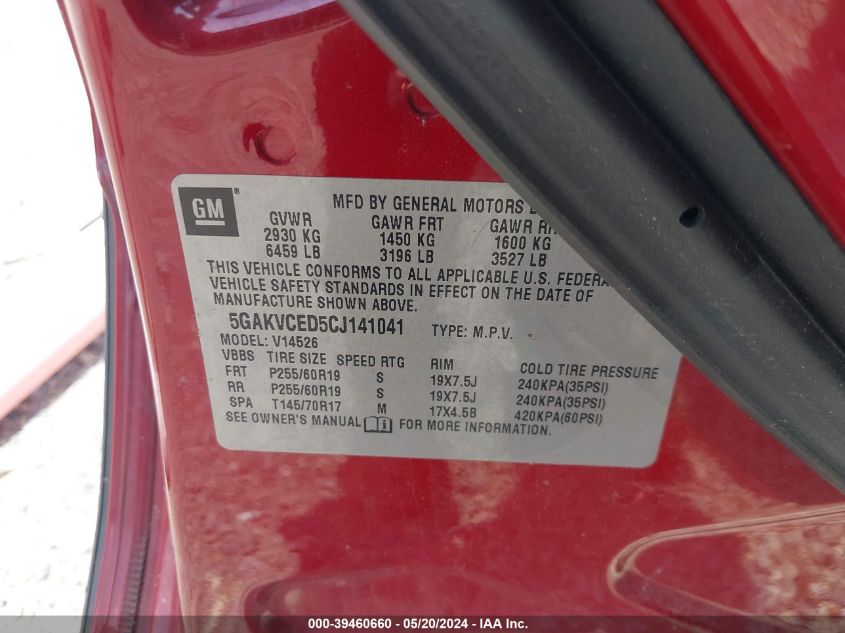 GM®
MFD BY GENERAL MOTORS
GVWR GAWR FRT GAWR
2930 KG 1450 KG 1600 KG
6459 LB 3196 LB 3527 LB
THIS VEHICLE CONFORMS TO ALL APPLICABLE U.S.
VEHICLE SAFETY STANDARDS IN EFFECT ON THE DATE OF
MANUFACTURE SHOWN ABOVE.
5GAKVCED5CJ141041 TYPE: M.P.V.
MODEL: V14526
VBBS TIRE SIZE SPEED RTG RIM COLD TIRE PRESSURE
FRT P255/60R19 S 19X7.5J 240KPA(35PSI)
RR P255/60R19 S 19X7.5J 240KPA(35PSI)
SPA T145/70R17 M 17X4.5B 420KPA(60PSI)
SEE OWNER'S MANUAL FOR MORE INFORMATION.
000-39460660 - 05/20/2024 - IAA Inc.